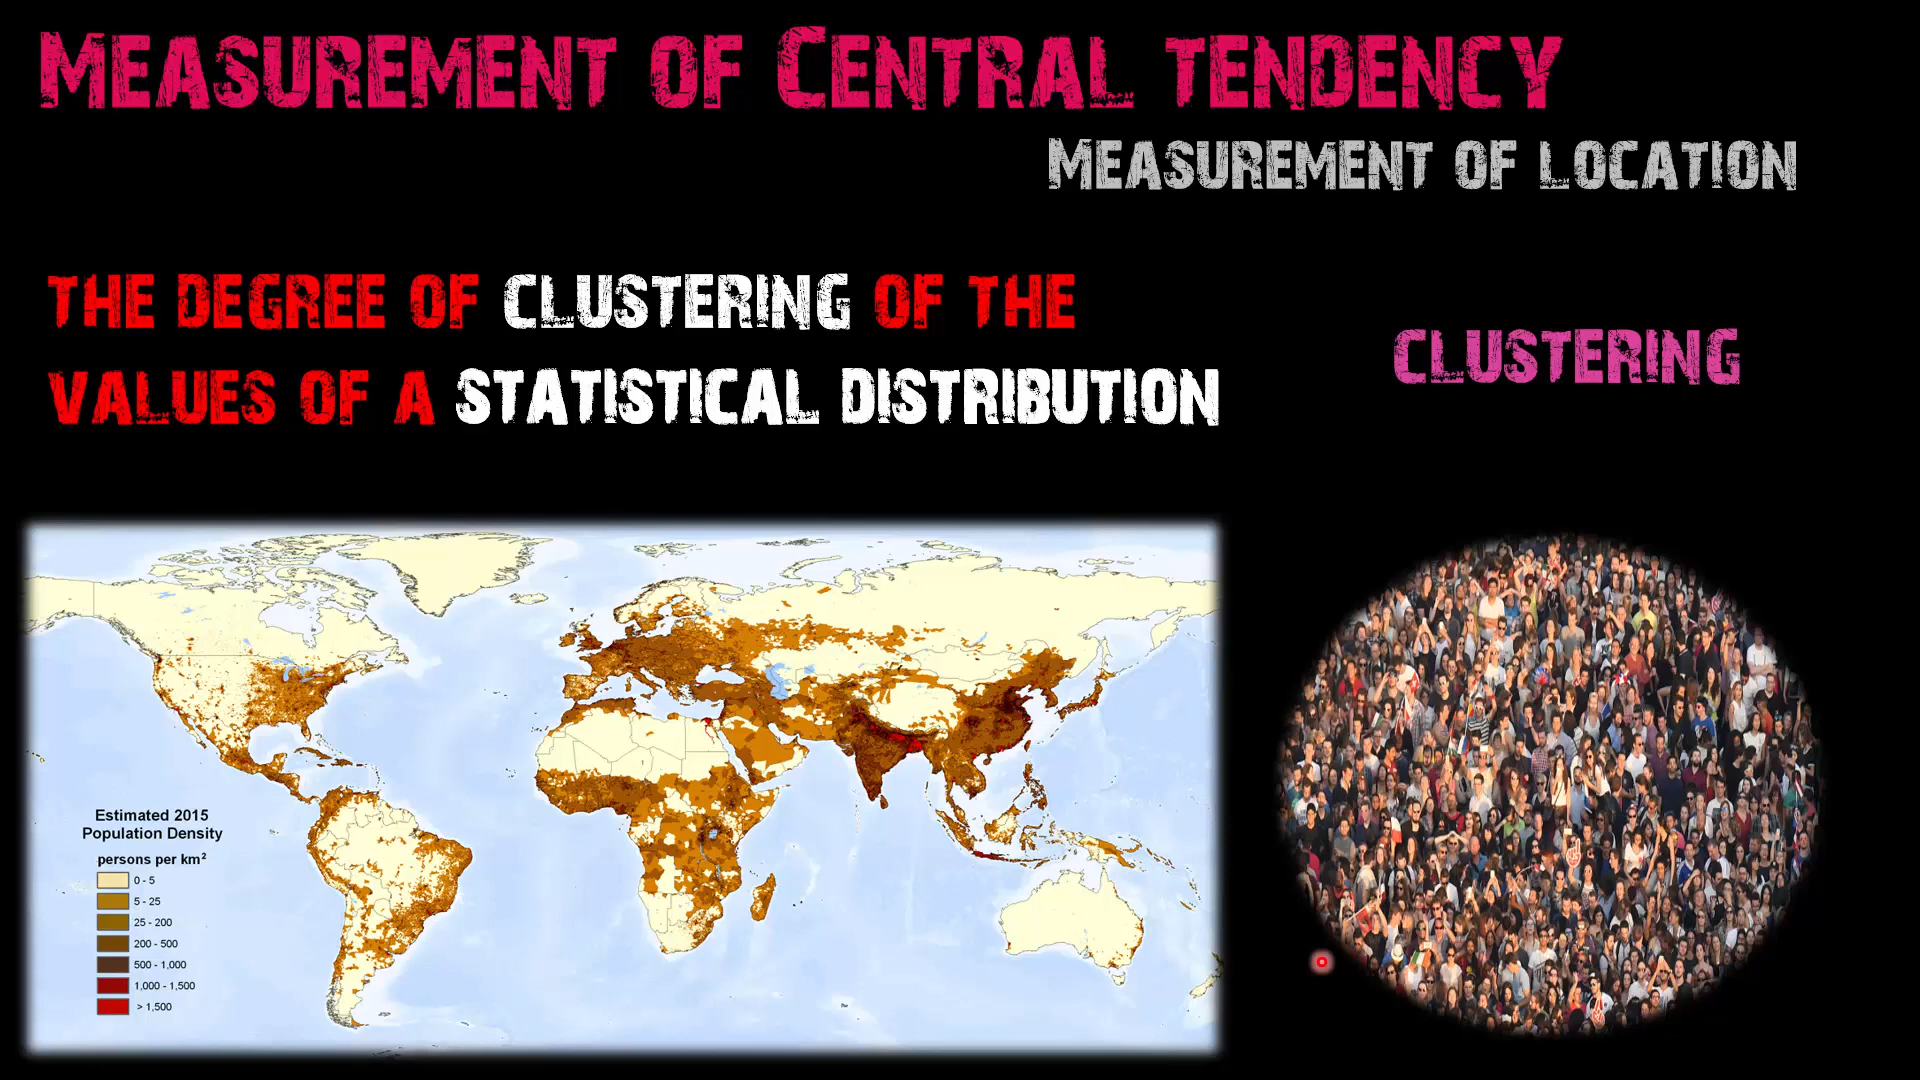 MEASUREMENT OF CENTRAL TENDENCY
MEASUREMENT OF LOCATION
THE DEGREE OF CLUSTERING OF THE
VALUES OF A STATISTICAL DISTRIBUTION
CLUSTERING
Estimated 2015
Population Density
persons per km²
0 - 5
5 - 25
25 - 200
200 - 500
500 - 1,000
1,000 - 1,500
> 1,500